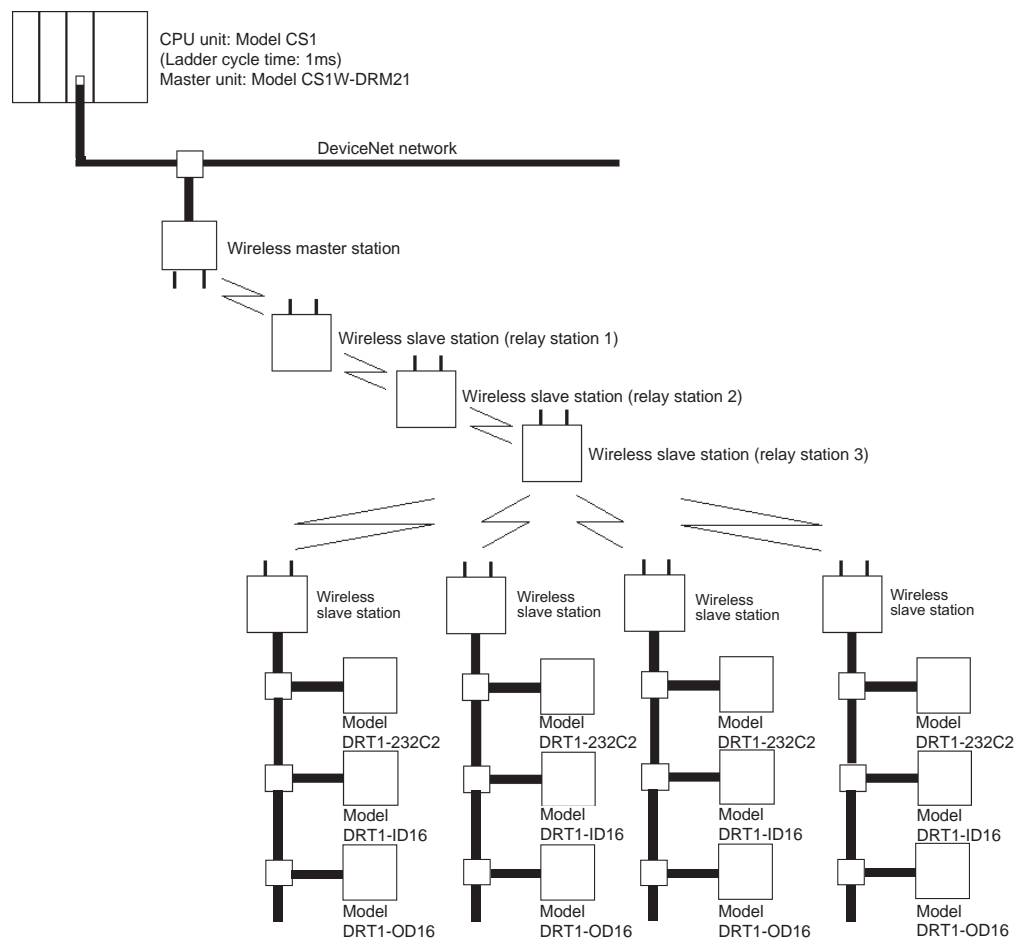 CPU unit: Model CS1
(Ladder cycle time: 1ms)
Master unit: Model CS1W-DRM21
DeviceNet network
Wireless master station
Wireless slave station (relay station 1)
Wireless slave station (relay station 2)
Wireless slave station (relay station 3)
Wireless
slave station
Wireless
slave station
Wireless
slave station
Wireless
slave station
Model
DRT1-232C2
Model
DRT1-232C2
Model
DRT1-232C2
Model
DRT1-232C2
Model
DRT1-ID16
Model
DRT1-ID16
Model
DRT1-ID16
Model
DRT1-ID16
Model
DRT1-OD16
Model
DRT1-OD16
Model
DRT1-OD16
Model
DRT1-OD16